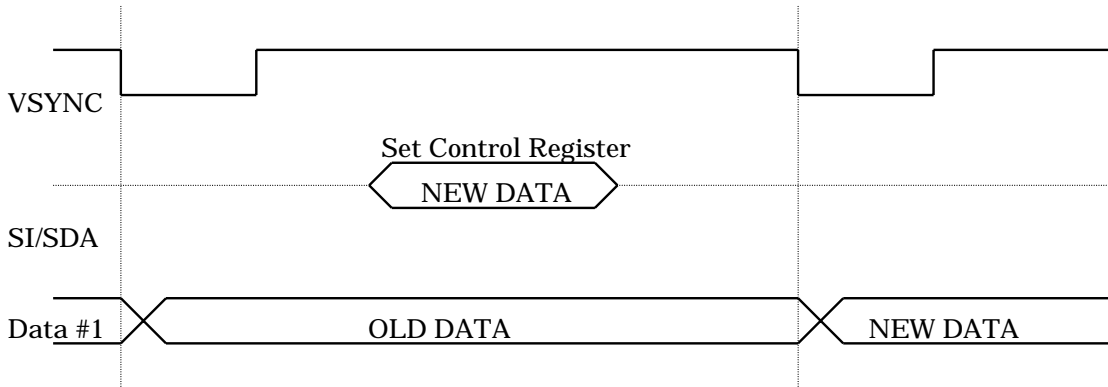 VSYNC
Set Control Register
NEW DATA
SI/SDA
Data #1
OLD DATA
NEW DATA